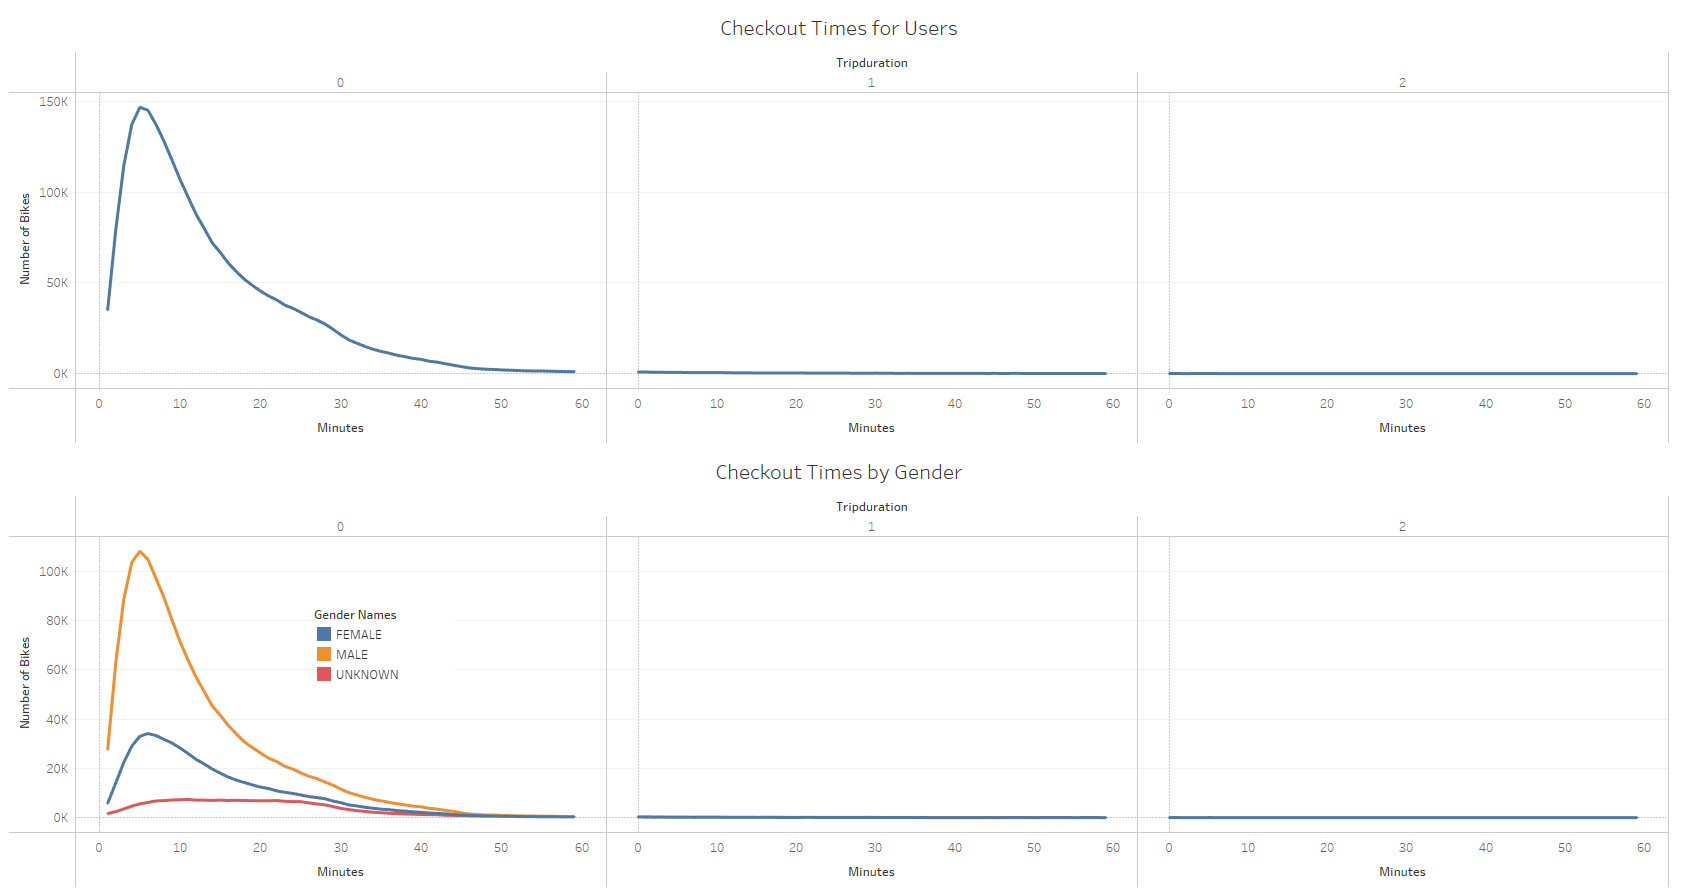 Checkout Times for Users
Tripduration
0 1 2
150K
100K
50K
0K
Number of Bikes
0 10 20 30 40 50 60 0 10 20 30 40 50 60 0 10 20 30 40 50 60
Minutes Minutes Minutes
Checkout Times by Gender
Tripduration
0 1 2
100K
80K
60K
40K
20K
0K
Number of Bikes
Gender Names
FEMALE
MALE
UNKNOWN
0 10 20 30 40 50 60 0 10 20 30 40 50 60 0 10 20 30 40 50 60
Minutes Minutes Minutes